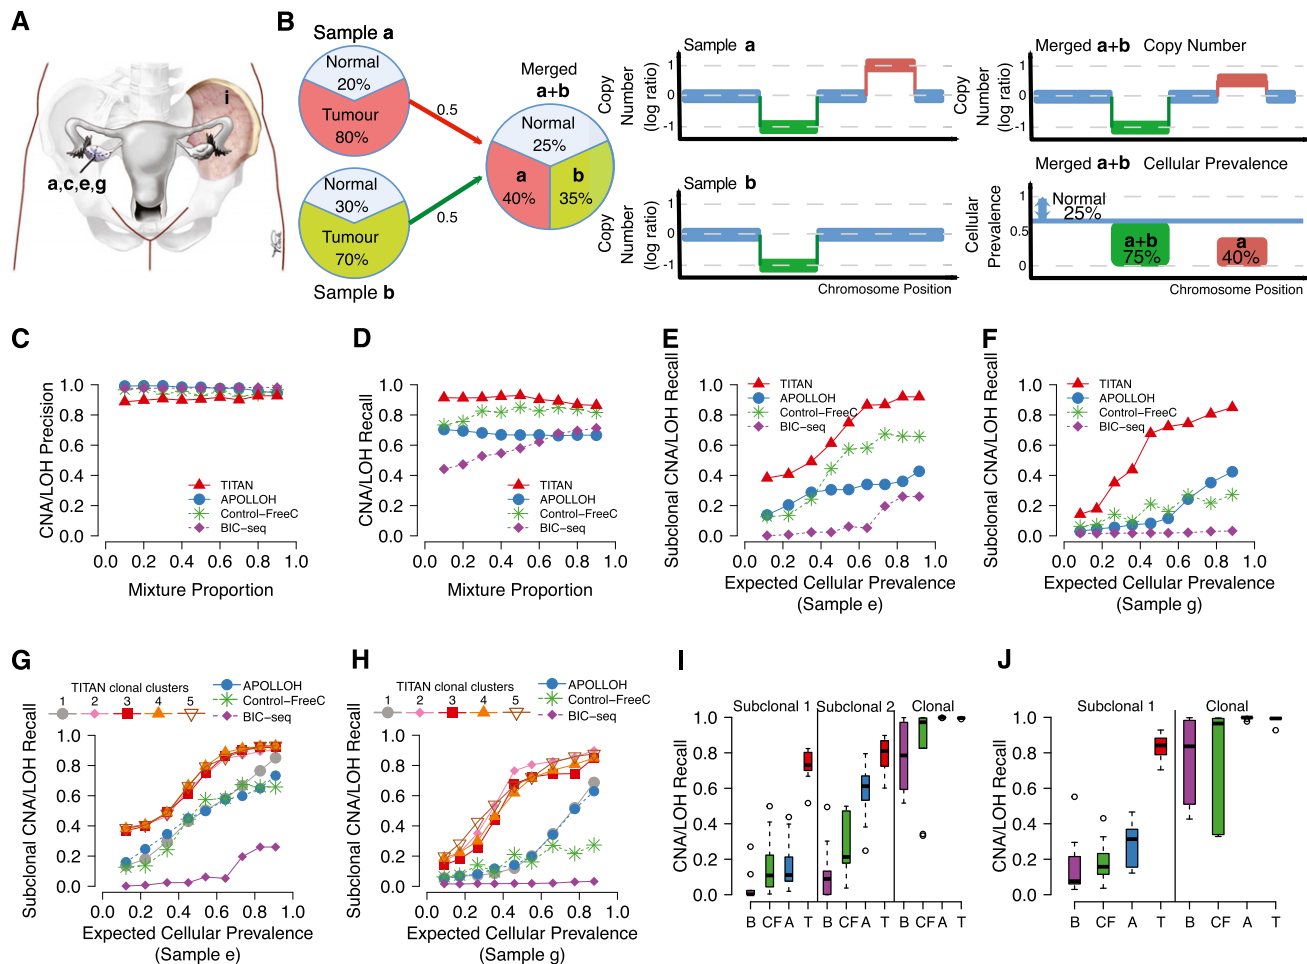 A
i
a,c,e,g
B
Sample a
Normal
20%
Tumour
80%
0.5
Normal
30%
Tumour
70%
Sample b
0.5
Merged
a+b
Normal
25%
a
40%
b
35%
Sample a
Copy
Number
(log ratio)
1
0
-1
Sample b
Copy
Number
(log ratio)
1
0
-1
Chromosome Position
Merged a+b Copy Number
Copy
Number
(log ratio)
1
0
-1
Merged a+b Cellular Prevalence
Cellular
Prevalence
1
0.5
0
Normal
25%
a+b
75%
a
40%
Chromosome Position
C
CNA/LOH Precision
1.0
0.8
0.6
0.4
0.2
0.0
TITAN
APOLLOH
Control-FreeC
BIC-seq
0.0 0.2 0.4 0.6 0.8 1.0
Mixture Proportion
D
CNA/LOH Recall
1.0
0.8
0.6
0.4
0.2
0.0
TITAN
APOLLOH
Control-FreeC
BIC-seq
0.0 0.2 0.4 0.6 0.8 1.0
Mixture Proportion
E
Subclonal CNA/LOH Recall
1.0
0.8
0.6
0.4
0.2
0.0
TITAN
APOLLOH
Control-FreeC
BIC-seq
0.0 0.2 0.4 0.6 0.8 1.0
Expected Cellular Prevalence
(Sample e)
F
Subclonal CNA/LOH Recall
1.0
0.8
0.6
0.4
0.2
0.0
TITAN
APOLLOH
Control-FreeC
BIC-seq
0.0 0.2 0.4 0.6 0.8 1.0
Expected Cellular Prevalence
(Sample g)
G
TITAN clonal clusters
1 2 3 4 5
APOLLOH
Control-FreeC
BIC-seq
Subclonal CNA/LOH Recall
1.0
0.8
0.6
0.4
0.2
0.0
0.0 0.2 0.4 0.6 0.8 1.0
Expected Cellular Prevalence
(Sample e)
H
TITAN clonal clusters
1 2 3 4 5
APOLLOH
Control-FreeC
BIC-seq
Subclonal CNA/LOH Recall
1.0
0.8
0.6
0.4
0.2
0.0
0.0 0.2 0.4 0.6 0.8 1.0
Expected Cellular Prevalence
(Sample g)
I
Subclonal 1 Subclonal 2 Clonal
CNA/LOH Recall
1.0
0.8
0.6
0.4
0.2
0.0
B CF A T B CF A T B CF A T
J
Subclonal 1 Clonal
CNA/LOH Recall
1.0
0.8
0.6
0.4
0.2
0.0
B CF A T B CF A T